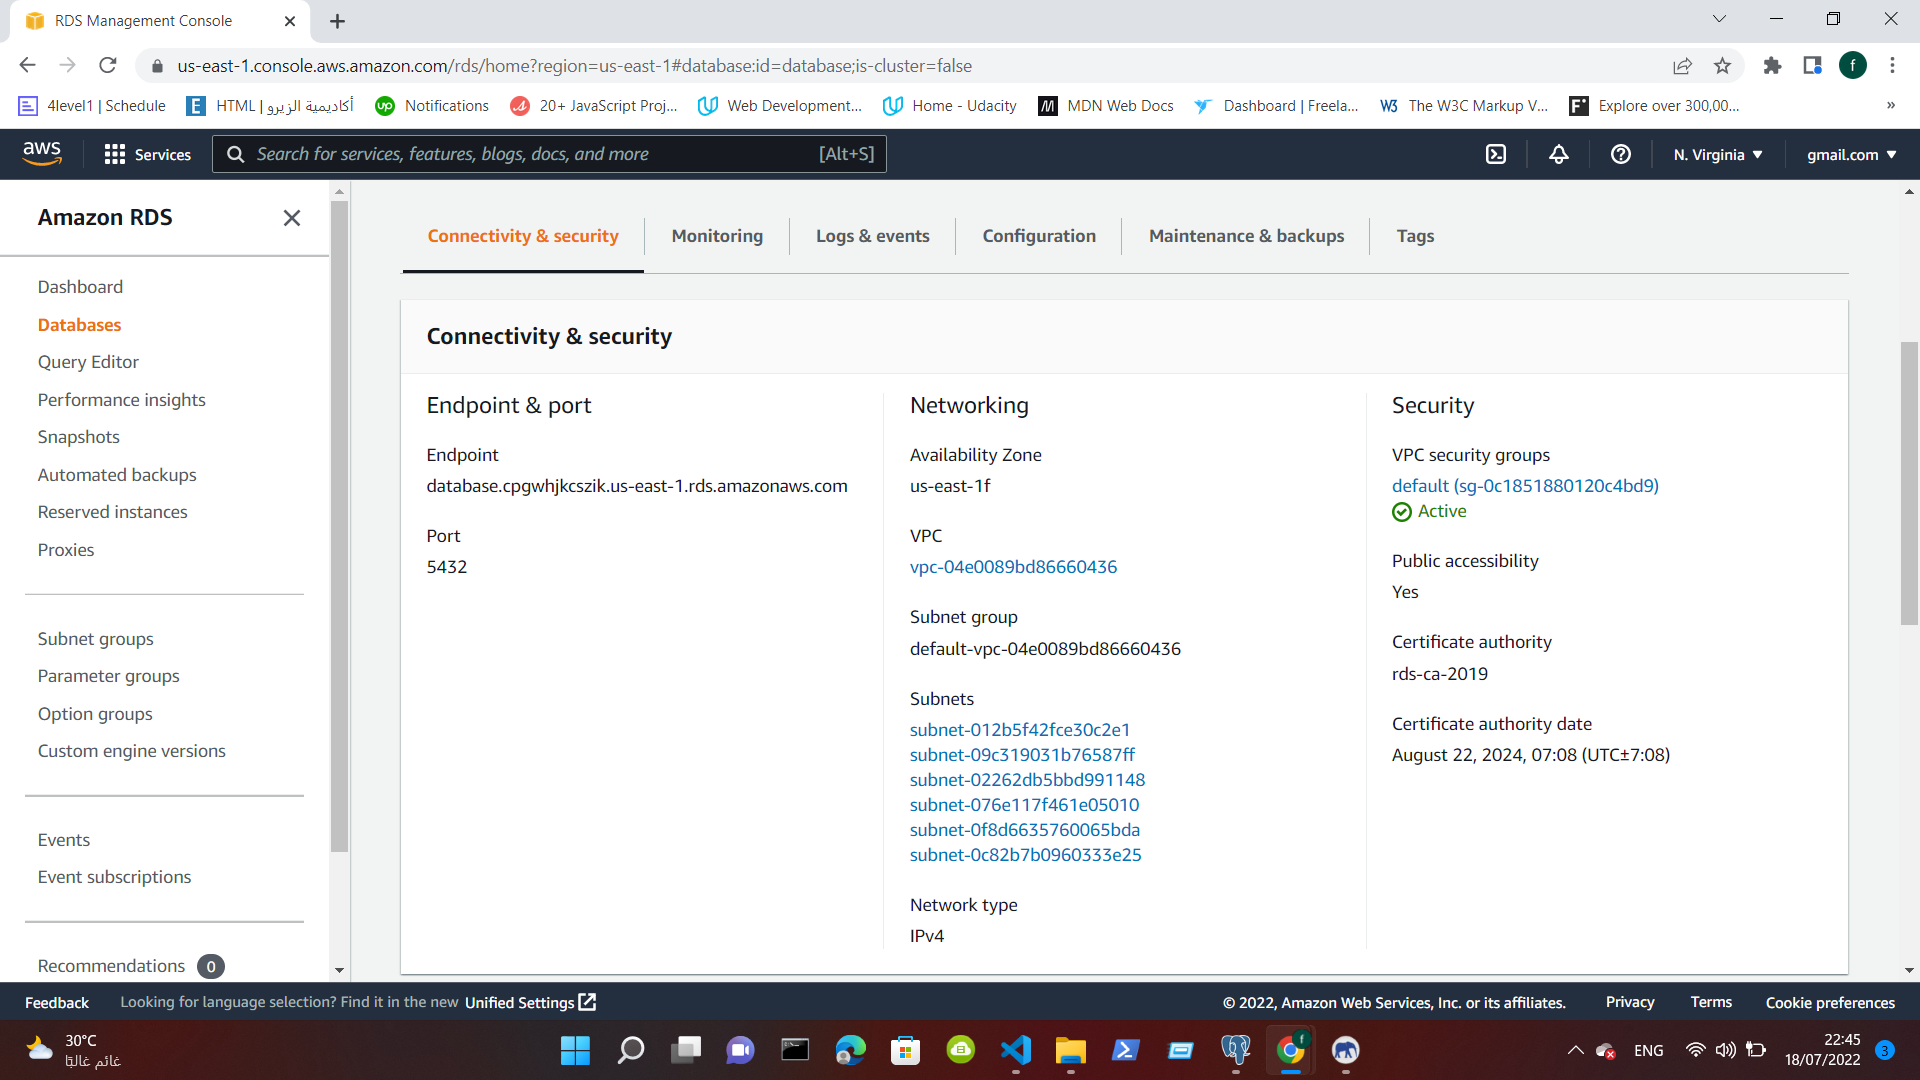 RDS Management Console
us-east-1.console.aws.amazon.com/rds/home?region=us-east-1#database:id=database;is-cluster=false
f
4level1 | Schedule
HTML | أكاديمية الزيرو
Notifications
20+ JavaScript Proj...
Web Development...
Home - Udacity
MDN Web Docs
Dashboard | Freela...
The W3C Markup V...
Explore over 300,00...
aws
Services
Search for services, features, blogs, docs, and more
[Alt+S]
N. Virginia
gmail.com
Amazon RDS
Dashboard
Databases
Query Editor
Performance insights
Snapshots
Automated backups
Reserved instances
Proxies
Subnet groups
Parameter groups
Option groups
Custom engine versions
Events
Event subscriptions
Recommendations 0
Connectivity & security
Monitoring
Logs & events
Configuration
Maintenance & backups
Tags
Connectivity & security
Endpoint & port
Endpoint
database.cpgwhjkcszik.us-east-1.rds.amazonaws.com
Port
5432
Networking
Availability Zone
us-east-1f
VPC
vpc-04e0089bd86660436
Subnet group
default-vpc-04e0089bd86660436
Subnets
subnet-012b5f42fce30c2e1
subnet-09c319031b76587ff
subnet-02262db5bbd991148
subnet-076e117f461e05010
subnet-0f8d6635760065bda
subnet-0c82b7b0960333e25
Network type
IPv4
Security
VPC security groups
default (sg-0c1851880120c4bd9)
Active
Public accessibility
Yes
Certificate authority
rds-ca-2019
Certificate authority date
August 22, 2024, 07:08 (UTC±7:08)
Feedback
Looking for language selection? Find it in the new Unified Settings
© 2022, Amazon Web Services, Inc. or its affiliates.
Privacy
Terms
Cookie preferences
30°C
غائم غالبًا
ENG
22:45
18/07/2022
3